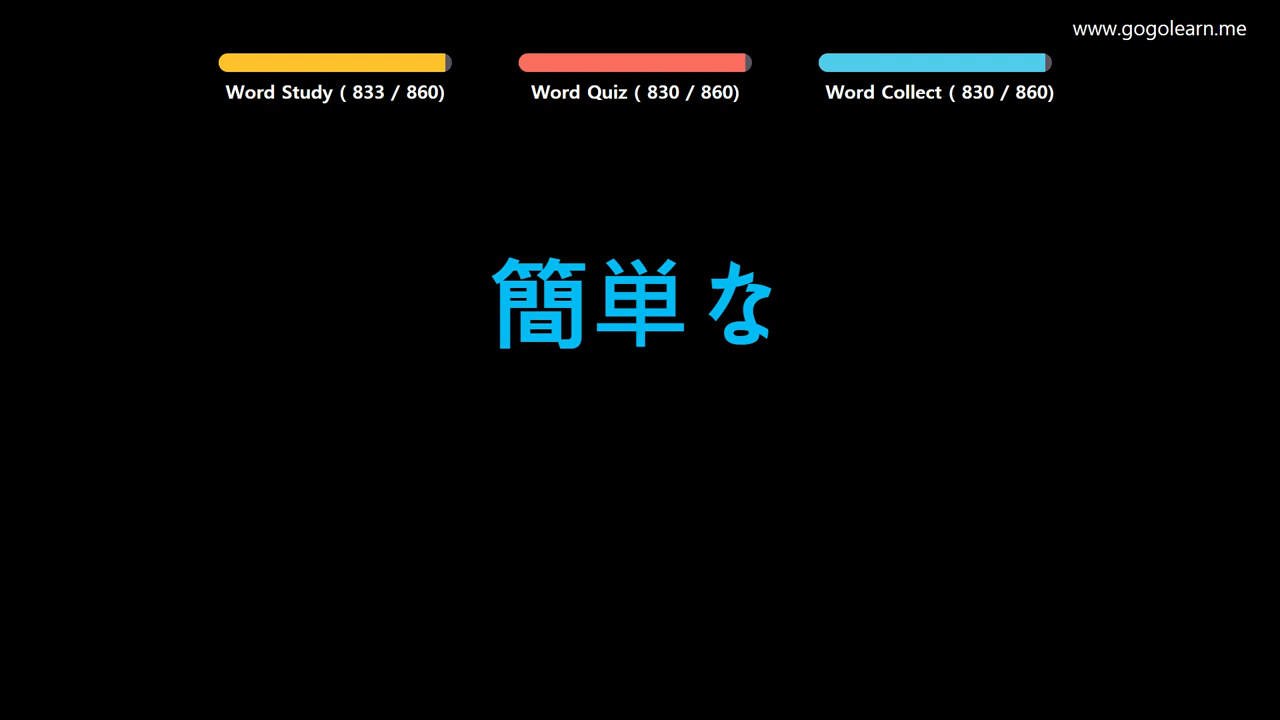 www.gogolearn.me
Word Study ( 833 / 860)
Word Quiz ( 830 / 860)
Word Collect ( 830 / 860)
簡単な